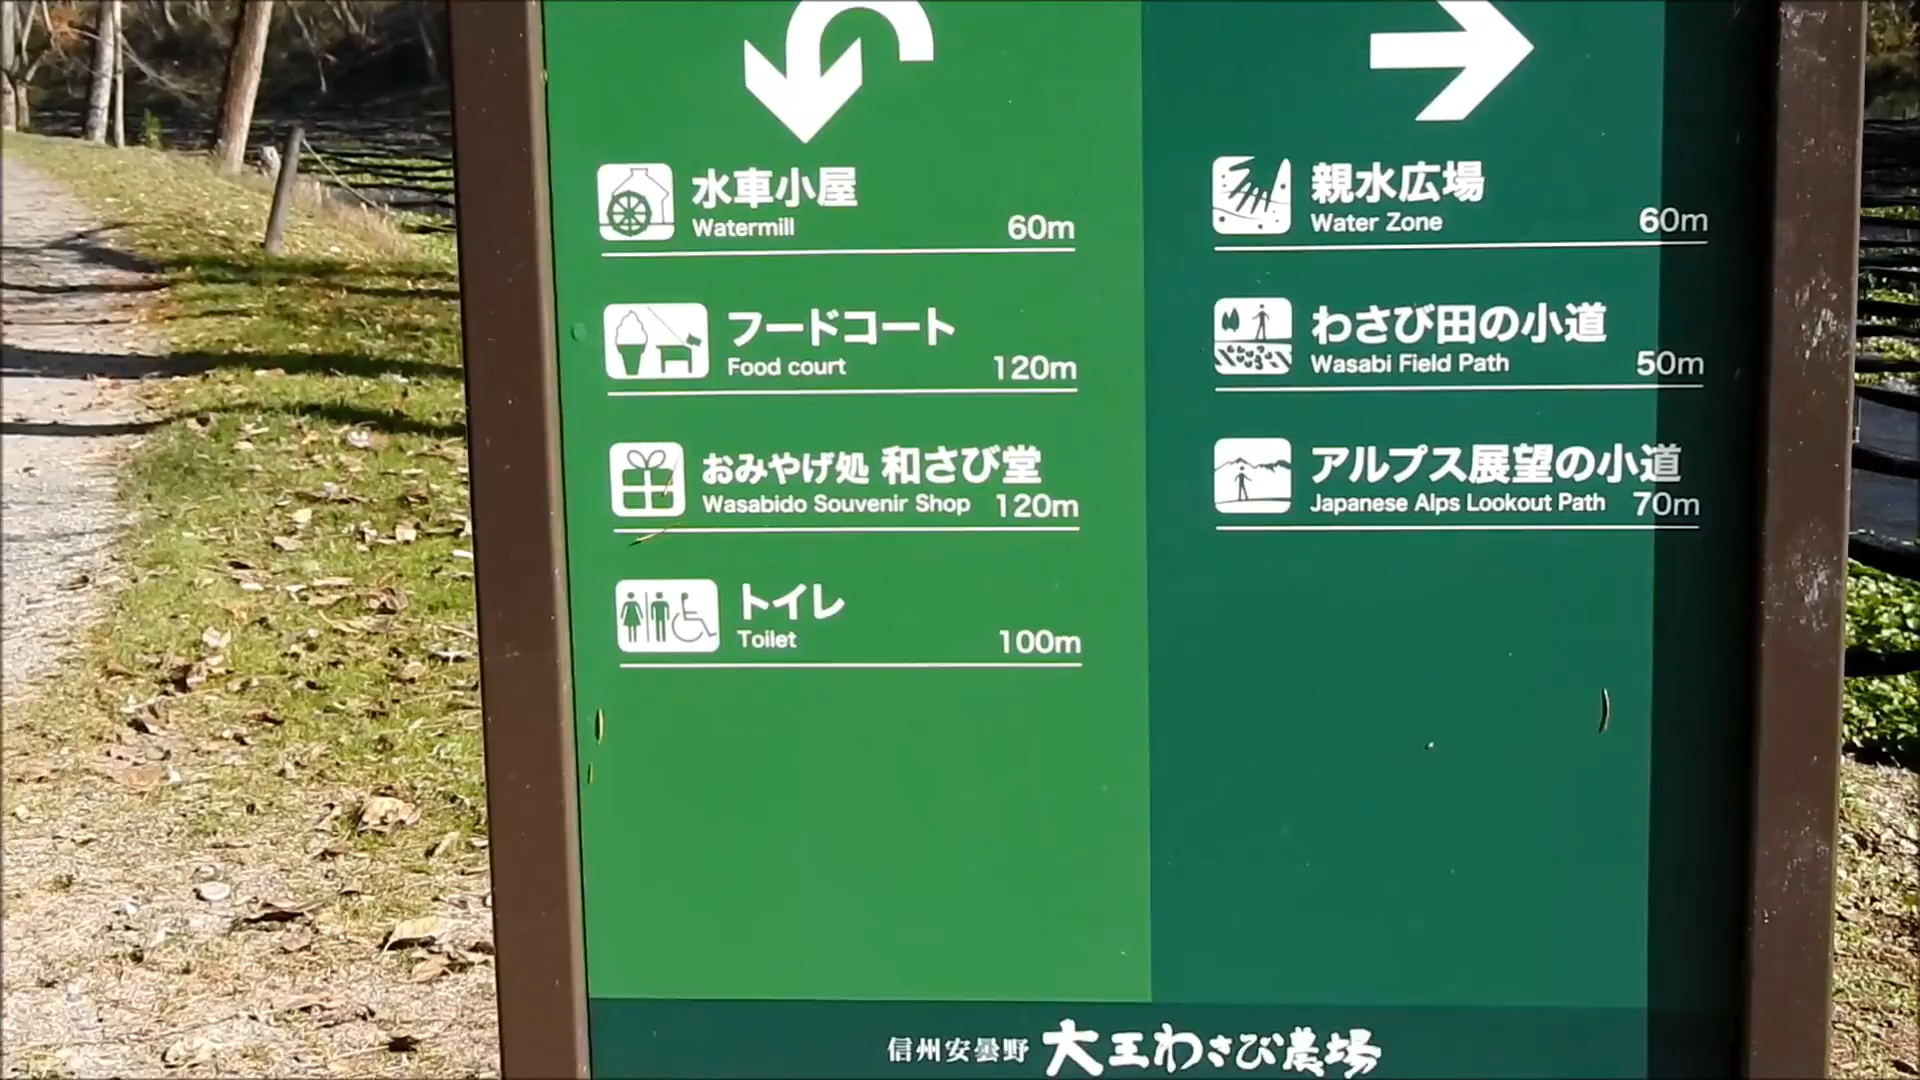 水車小屋
Watermill 60m
フードコート
Food court 120m
おみやげ処 和さび堂
Wasabido Souvenir Shop 120m
トイレ
Toilet 100m
親水広場
Water Zone 60m
わさび田の小道
Wasabi Field Path 50m
アルプス展望の小道
Japanese Alps Lookout Path 70m
信州安曇野 大王わさび農場